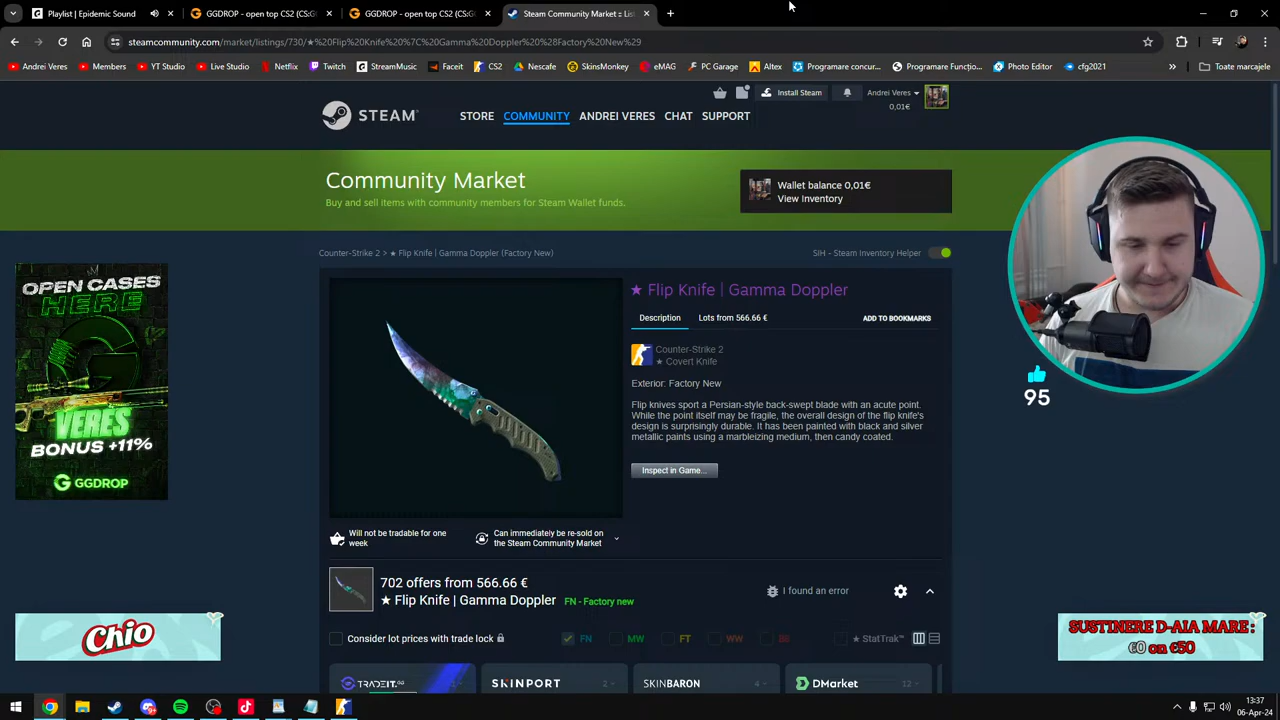 Playlist | Epidemic Sound
GGDROP - open top CS2 (CS:G
GGDROP - open top CS2 (CS:G
Steam Community Market :: Lis
steamcommunity.com/market/listings/730/★%20Flip%20Knife%20%7C%20Gamma%20Doppler%20%28Factory%20New%29
Andrei Veres
Members
YT Studio
Live Studio
Netflix
Twitch
StreamMusic
Faceit
CS2
Nescafe
SkinsMonkey
eMAG
PC Garage
Altex
Programare concur...
Programare Funcțio...
Photo Editor
cfg2021
Toate marcajele
Install Steam
Andrei Veres
0,01€
STEAM
STORE
COMMUNITY
ANDREI VERES
CHAT
SUPPORT
Community Market
Buy and sell items with community members for Steam Wallet funds.
Wallet balance 0,01€
View Inventory
Counter-Strike 2 > ★ Flip Knife | Gamma Doppler (Factory New)
SIH - Steam Inventory Helper
OPEN CASES
HERE
VERES
BONUS +11%
GGDROP
★ Flip Knife | Gamma Doppler
Description
Lots from 566.66 €
ADD TO BOOKMARKS
Counter-Strike 2
★ Covert Knife
Exterior: Factory New
Flip knives sport a Persian-style back-swept blade with an acute point.
While the point itself may be fragile, the overall design of the flip knife's
design is surprisingly durable. It has been painted with black and silver
metallic paints using a marbleizing medium, then candy coated.
Inspect in Game...
95
Will not be tradable for one
week
Can immediately be re-sold on
the Steam Community Market
702 offers from 566.66 €
★ Flip Knife | Gamma Doppler
FN - Factory new
I found an error
Consider lot prices with trade lock
FN
MW
FT
WW
★ StatTrak™
TRADEIT.GG
SKINPORT
2
SKINBARON
4
DMarket
12
Chio
SUSTINERE D-AIA MARE :
€0 on €50
13:37
06-Apr-24